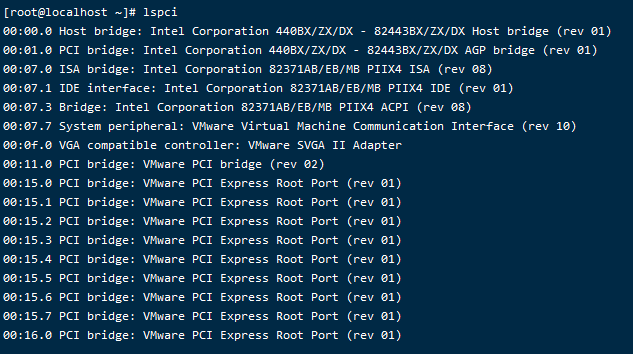 [root@localhost ~]# lspci
00:00.0 Host bridge: Intel Corporation 440BX/ZX/DX - 82443BX/ZX/DX Host bridge (rev 01)
00:01.0 PCI bridge: Intel Corporation 440BX/ZX/DX - 82443BX/ZX/DX AGP bridge (rev 01)
00:07.0 ISA bridge: Intel Corporation 82371AB/EB/MB PIIX4 ISA (rev 08)
00:07.1 IDE interface: Intel Corporation 82371AB/EB/MB PIIX4 IDE (rev 01)
00:07.3 Bridge: Intel Corporation 82371AB/EB/MB PIIX4 ACPI (rev 08)
00:07.7 System peripheral: VMware Virtual Machine Communication Interface (rev 10)
00:0f.0 VGA compatible controller: VMware SVGA II Adapter
00:11.0 PCI bridge: VMware PCI bridge (rev 02)
00:15.0 PCI bridge: VMware PCI Express Root Port (rev 01)
00:15.1 PCI bridge: VMware PCI Express Root Port (rev 01)
00:15.2 PCI bridge: VMware PCI Express Root Port (rev 01)
00:15.3 PCI bridge: VMware PCI Express Root Port (rev 01)
00:15.4 PCI bridge: VMware PCI Express Root Port (rev 01)
00:15.5 PCI bridge: VMware PCI Express Root Port (rev 01)
00:15.6 PCI bridge: VMware PCI Express Root Port (rev 01)
00:15.7 PCI bridge: VMware PCI Express Root Port (rev 01)
00:16.0 PCI bridge: VMware PCI Express Root Port (rev 01)